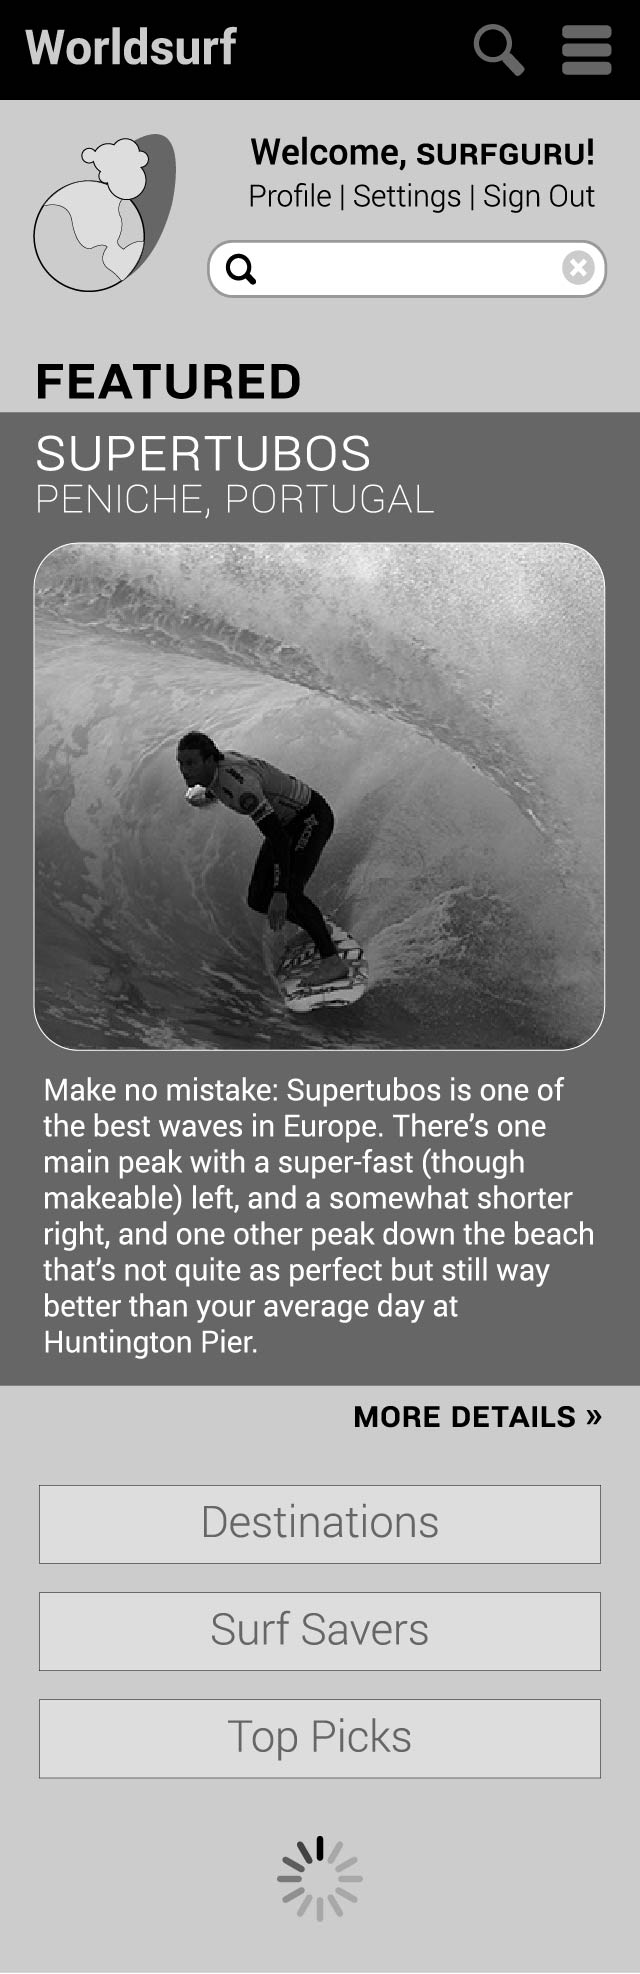 Worldsurf
Welcome, SURFGURU!
Profile | Settings | Sign Out
FEATURED
SUPERTUBOS
PENICHE, PORTUGAL
XCEL
Make no mistake: Supertubos is one of
the best waves in Europe. There’s one
main peak with a super-fast (though
makeable) left, and a somewhat shorter
right, and one other peak down the beach
that’s not quite as perfect but still way
better than your average day at
Huntington Pier.
MORE DETAILS »
Destinations
Surf Savers
Top Picks